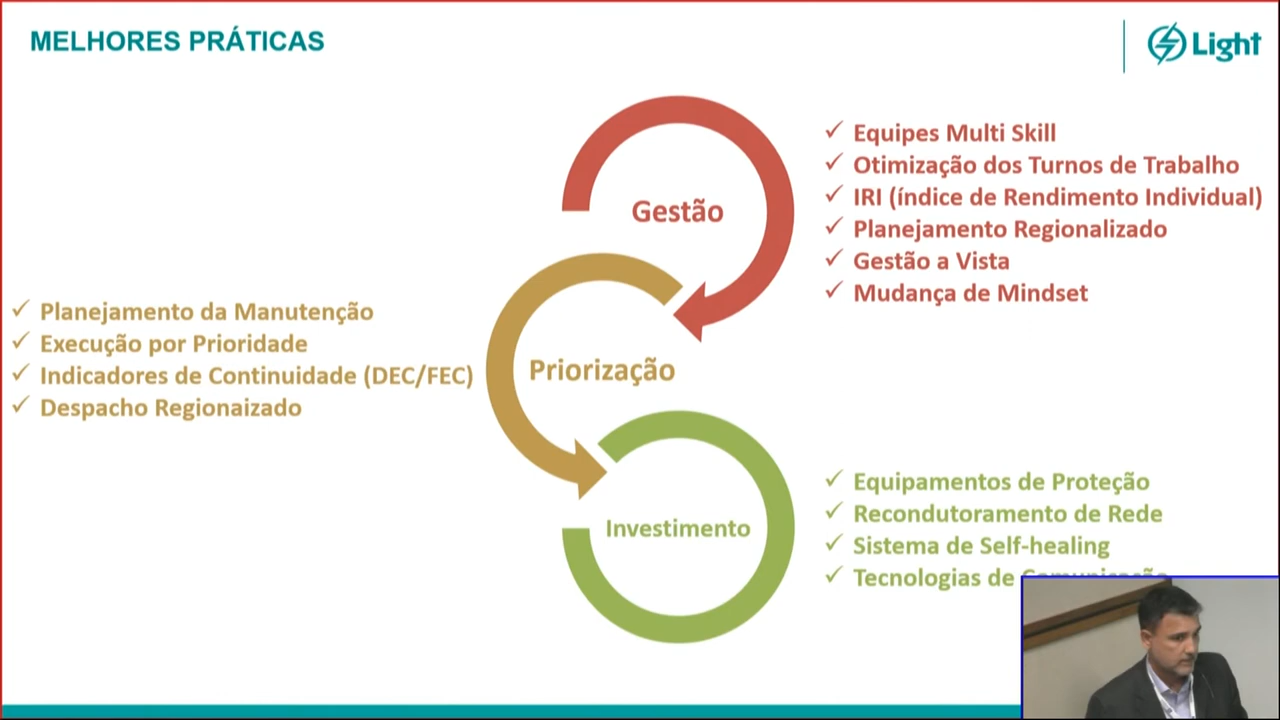 MELHORES PRÁTICAS
Light
Gestão
✓ Equipes Multi Skill
✓ Otimização dos Turnos de Trabalho
✓ IRI (índice de Rendimento Individual)
✓ Planejamento Regionalizado
✓ Gestão a Vista
✓ Mudança de Mindset
Priorização
✓ Planejamento da Manutenção
✓ Execução por Prioridade
✓ Indicadores de Continuidade (DEC/FEC)
✓ Despacho Regionaizado
Investimento
✓ Equipamentos de Proteção
✓ Recondutoramento de Rede
✓ Sistema de Self-healing
✓ Tecnologias de